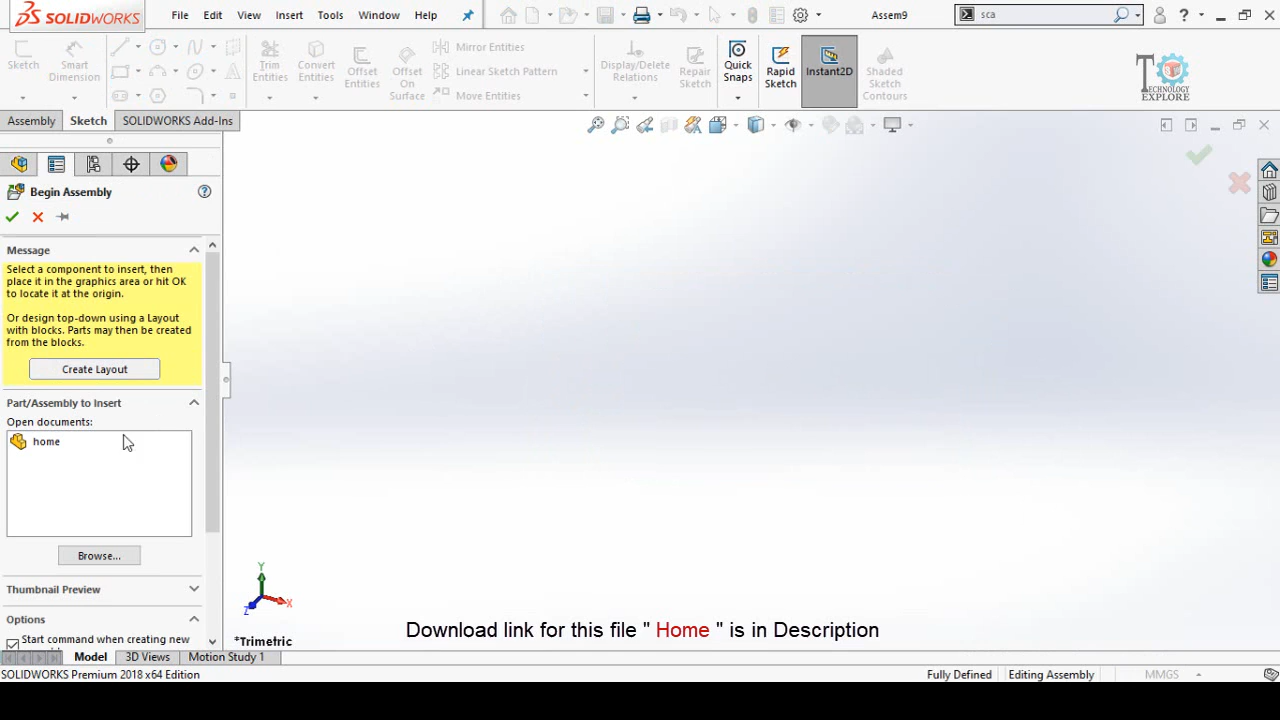 SOLIDWORKS
File Edit View Insert Tools Window Help
Assem9
sca
Sketch
Smart Dimension
Trim Entities
Convert Entities
Offset Entities
Offset On Surface
Mirror Entities
Linear Sketch Pattern
Move Entities
Display/Delete Relations
Repair Sketch
Quick Snaps
Rapid Sketch
Instant2D
Shaded Sketch Contours
TECHNOLOGY EXPLORE
Assembly Sketch SOLIDWORKS Add-Ins
Begin Assembly
Message
Select a component to insert, then
place it in the graphics area or hit OK
to locate it at the origin.
Or design top-down using a Layout
with blocks. Parts may then be created
from the blocks.
Create Layout
Part/Assembly to Insert
Open documents:
home
Browse...
Thumbnail Preview
Options
Start command when creating new
Y
X
Z
*Trimetric
Download link for this file " Home " is in Description
Model 3D Views Motion Study 1
SOLIDWORKS Premium 2018 x64 Edition
Fully Defined Editing Assembly MMGS